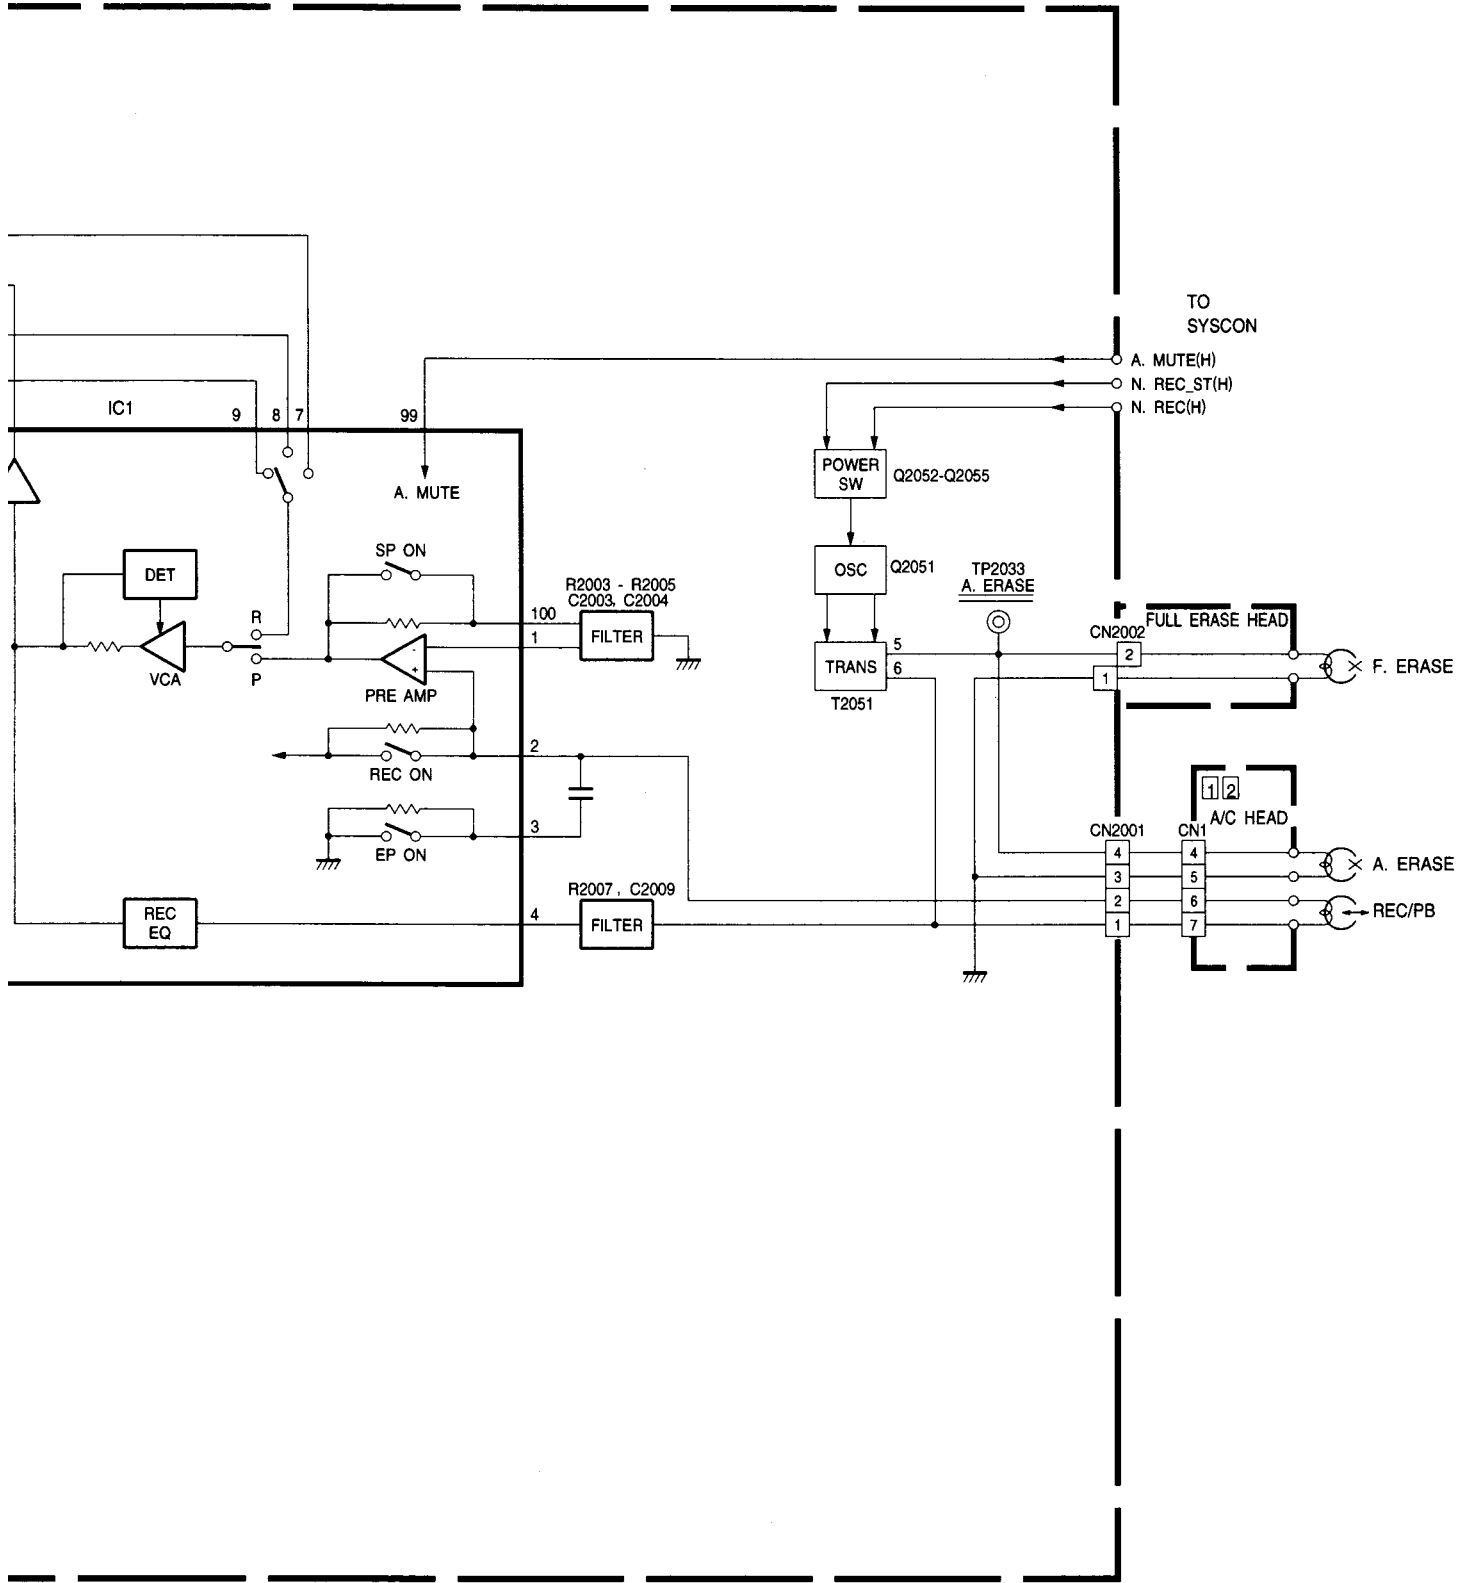 TO
SYSCON
A. MUTE(H)
N. REC_ST(H)
N. REC(H)
IC1
9
8
7
99
A. MUTE
POWER
SW
Q2052-Q2055
SP ON
DET
OSC
Q2051
TP2033
A. ERASE
R2003 - R2005
C2003, C2004
100
1
FILTER
R
P
VCA
-
+
PRE AMP
TRANS
5
6
T2051
CN2002
2
1
FULL ERASE HEAD
F. ERASE
2
REC ON
3
EP ON
1 2
A/C HEAD
CN2001
CN1
4
4
3
5
2
6
1
7
A. ERASE
REC/PB
R2007, C2009
REC
EQ
4
FILTER